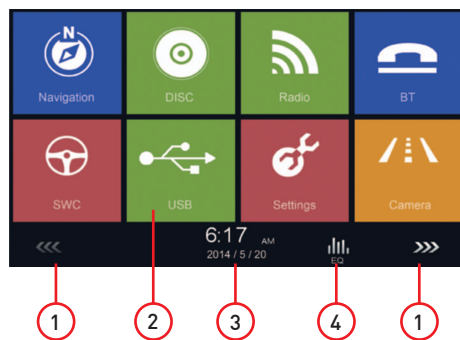 N
Navigation
DISC
Radio
BT
SWC
USB
Settings
Camera
<<<
6:17 AM
2014 / 5 / 20
EQ
>>>
1
2
3
4
1